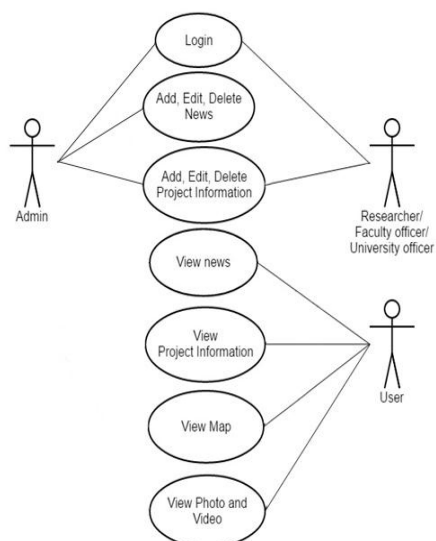 Login
Add, Edit, Delete
News
Add, Edit, Delete
Project Information
Admin
Researcher/
Faculty officer/
University officer
View news
View
Project Information
User
View Map
View Photo and
Video